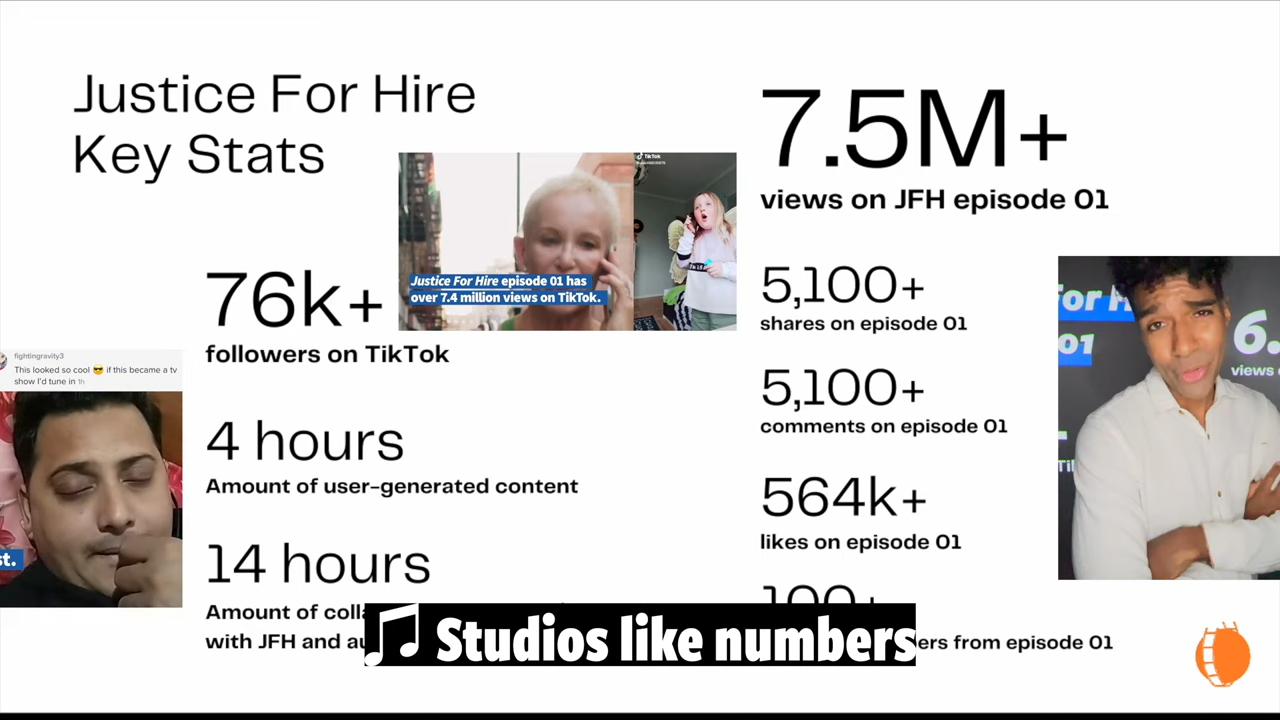 Justice For Hire
Key Stats
7.5M+
views on JFH episode 01
TikTok
Justice For Hire episode 01 has
over 7.4 million views on TikTok.
76k+
followers on TikTok
5,100+
shares on episode 01
For H
01
6.
views
fightingravity3
This looked so cool 😎 if this became a tv
show I'd tune in 1h
5,100+
comments on episode 01
4 hours
Amount of user-generated content
564k+
likes on episode 01
st.
14 hours
Amount of
with JFH and
100+
from episode 01
🎵 Studios like numbers